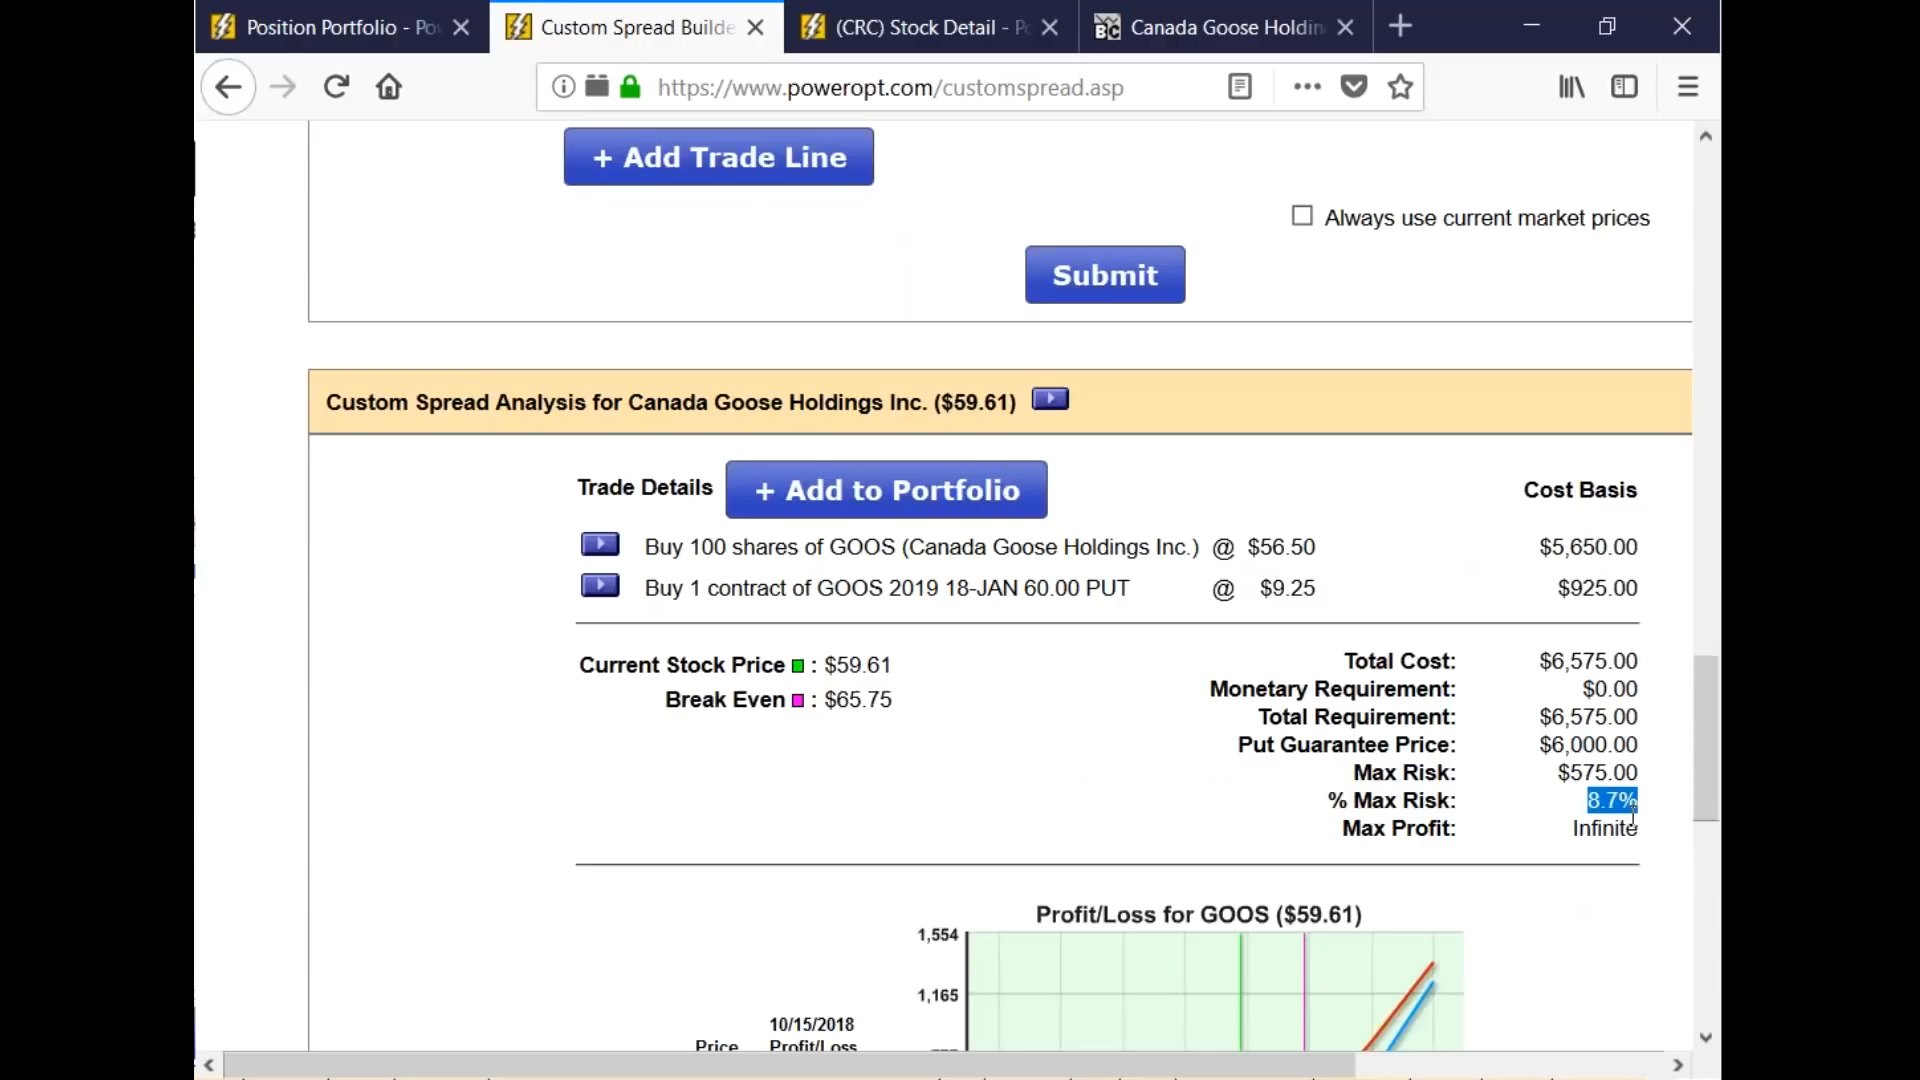 Position Portfolio - Po
Custom Spread Builde
(CRC) Stock Detail - P
Canada Goose Holdin
https://www.poweropt.com/customspread.asp
+ Add Trade Line
Always use current market prices
Submit
Custom Spread Analysis for Canada Goose Holdings Inc. ($59.61)
Trade Details + Add to Portfolio Cost Basis
Buy 100 shares of GOOS (Canada Goose Holdings Inc.) @ $56.50 $5,650.00
Buy 1 contract of GOOS 2019 18-JAN 60.00 PUT @ $9.25 $925.00
Current Stock Price : $59.61
Break Even : $65.75
Total Cost: $6,575.00
Monetary Requirement: $0.00
Total Requirement: $6,575.00
Put Guarantee Price: $6,000.00
Max Risk: $575.00
% Max Risk: 8.7%
Max Profit: Infinite
Profit/Loss for GOOS ($59.61)
1,554
1,165
10/15/2018
Price Profit/Loss